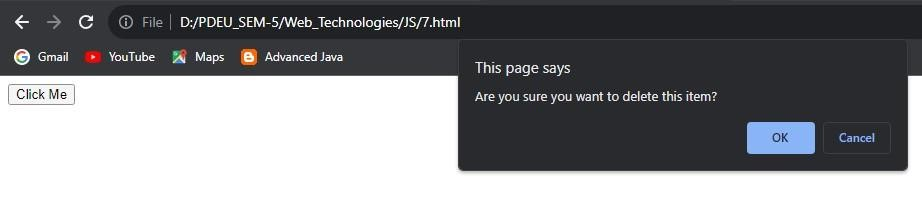 File D:/PDEU_SEM-5/Web_Technologies/JS/7.html
Gmail YouTube Maps Advanced Java
Click Me
This page says
Are you sure you want to delete this item?
OK Cancel